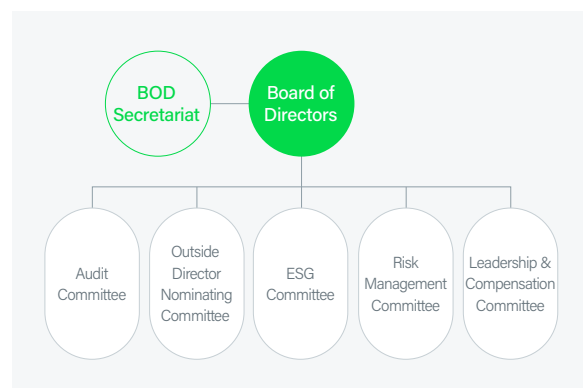 BOD
Secretariat
Board of
Directors
Audit
Committee
Outside
Director
Nominating
Committee
ESG
Committee
Risk
Management
Committee
Leadership &
Compensation
Committee